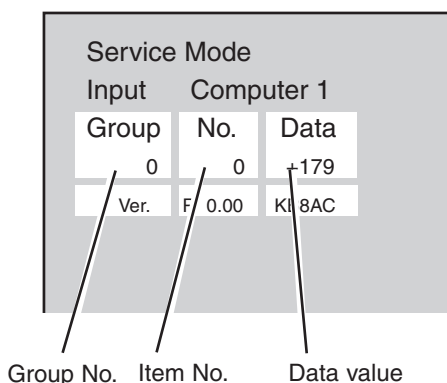 Service Mode
Input Computer 1
Group No. Data
0 0 +179
Ver. 0.00
Group No. Item No. Data value